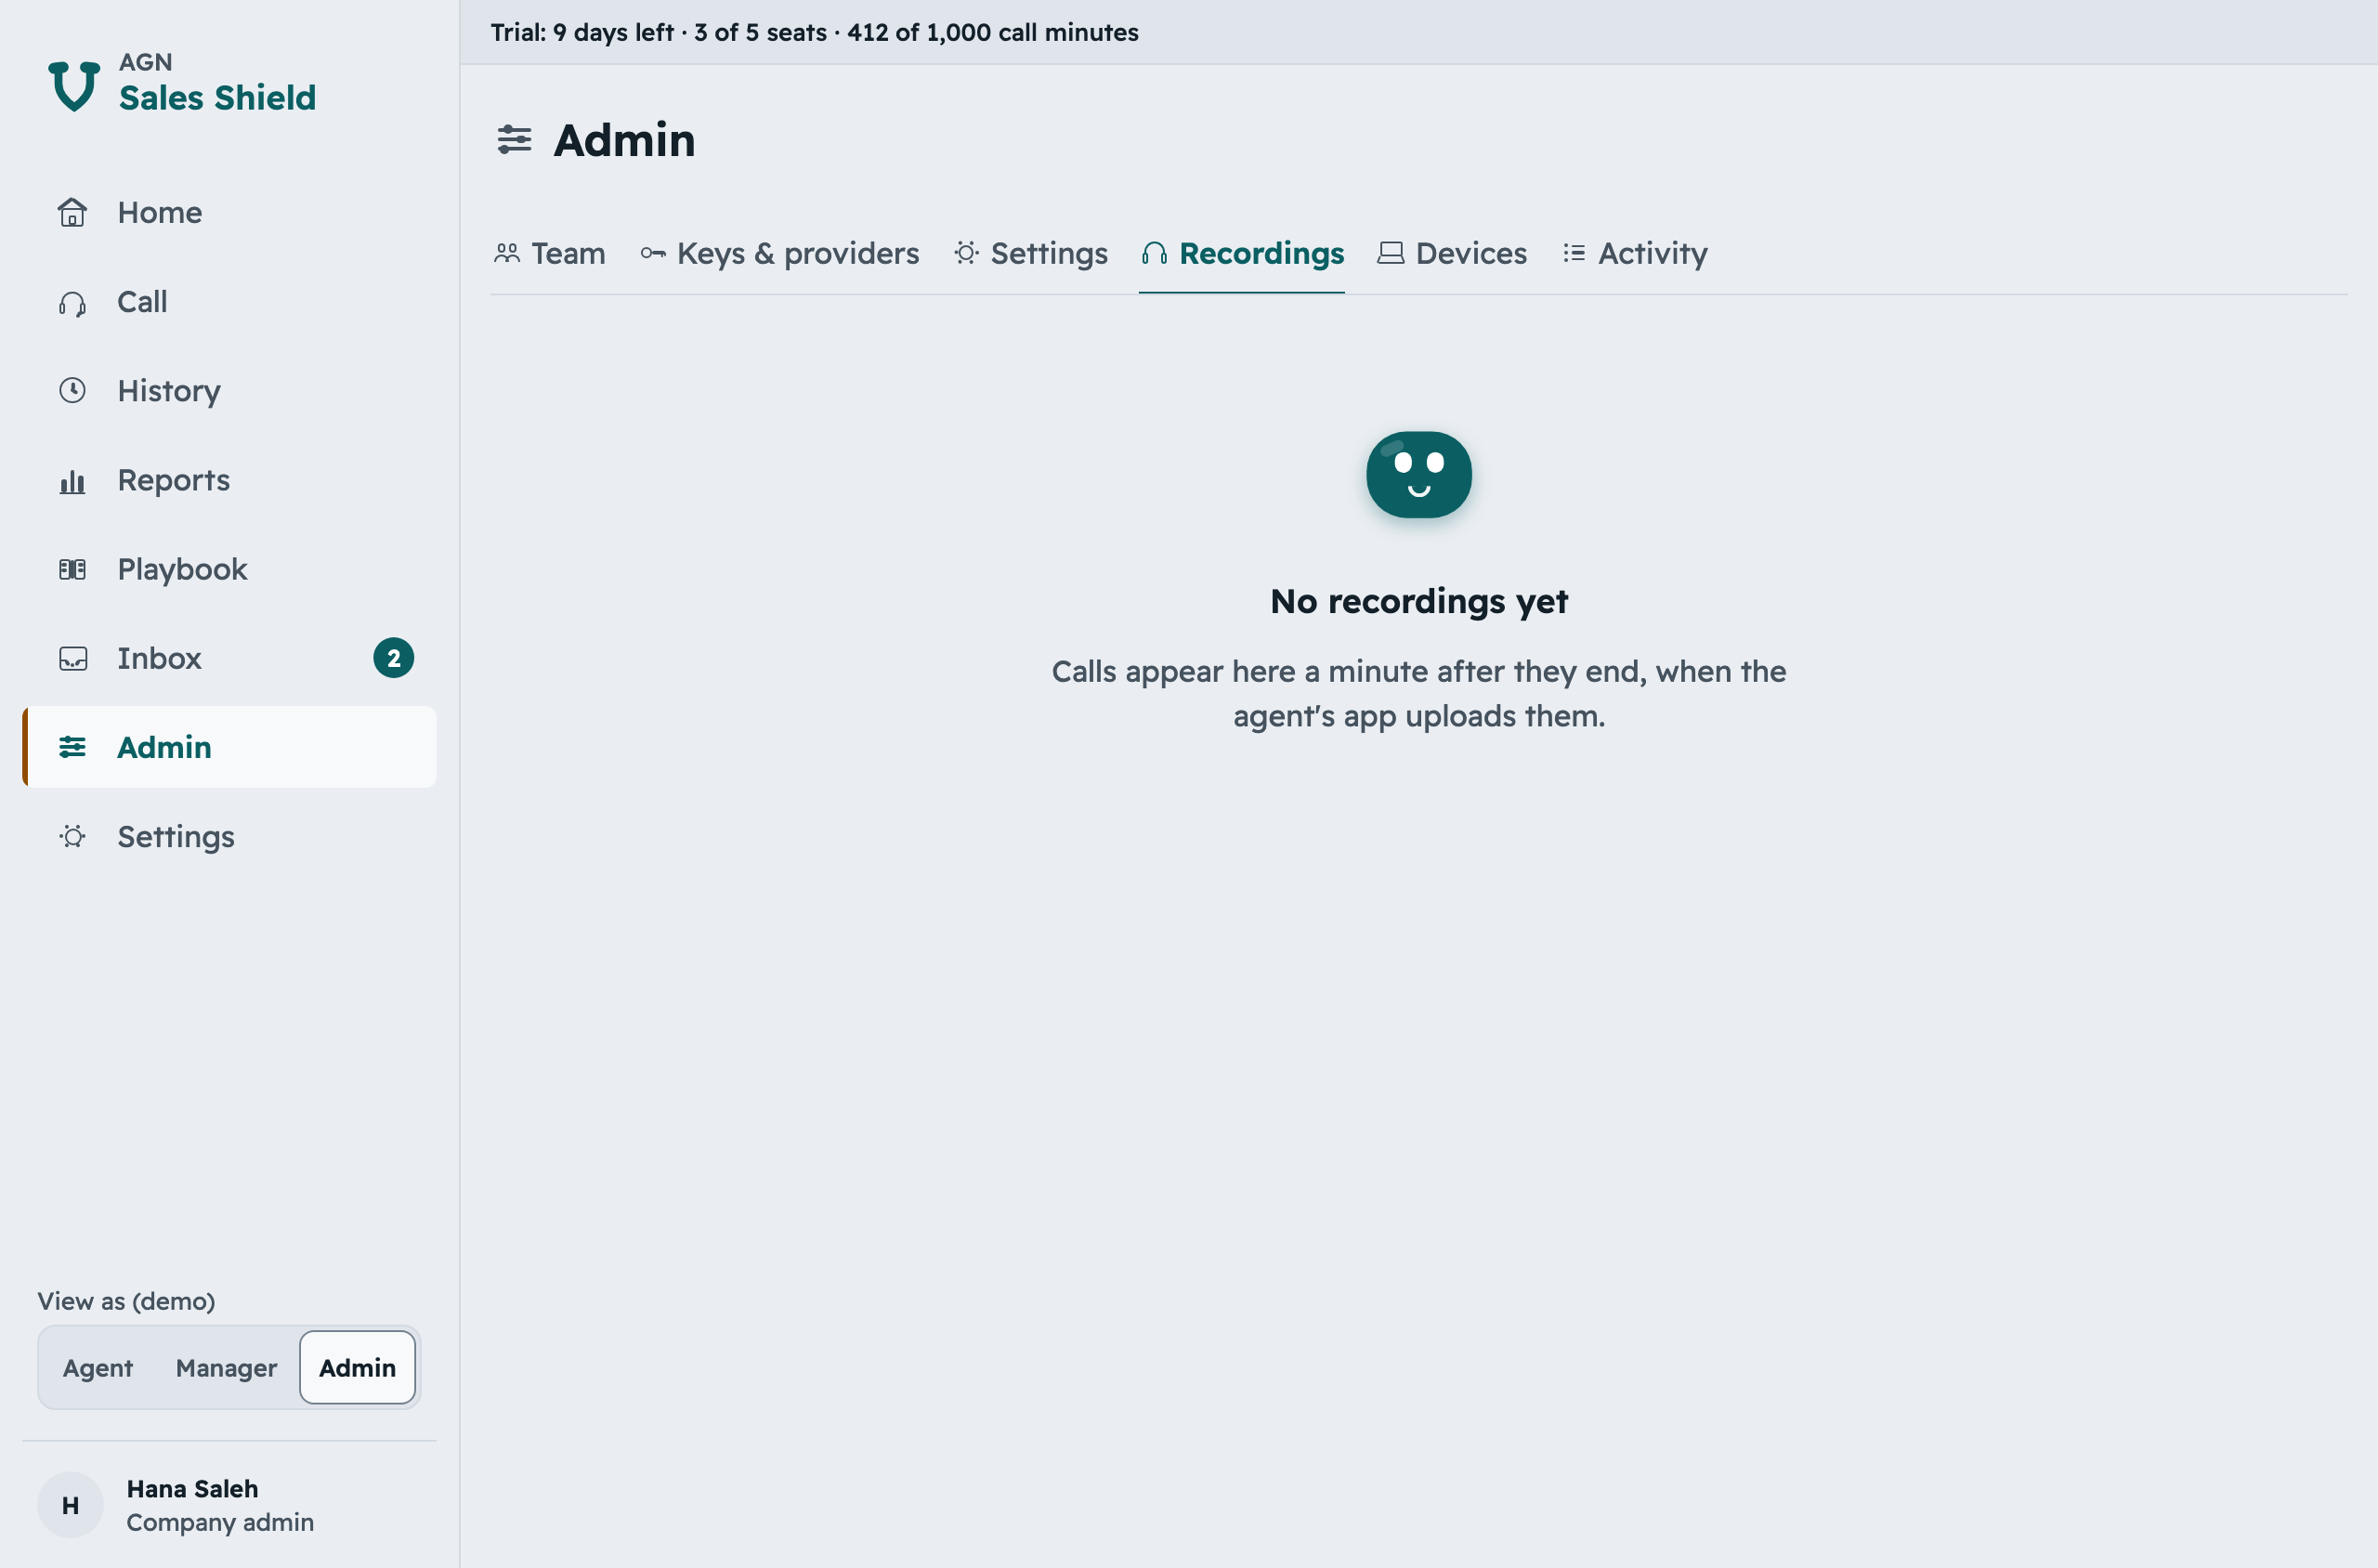 AGN
Sales Shield
Home
Call
History
Reports
Playbook
Inbox
2
Admin
Settings
View as (demo)
Agent
Manager
Admin
H
Hana Saleh
Company admin
Trial: 9 days left · 3 of 5 seats · 412 of 1,000 call minutes
Admin
Team
Keys & providers
Settings
Recordings
Devices
Activity
No recordings yet
Calls appear here a minute after they end, when the
agent's app uploads them.